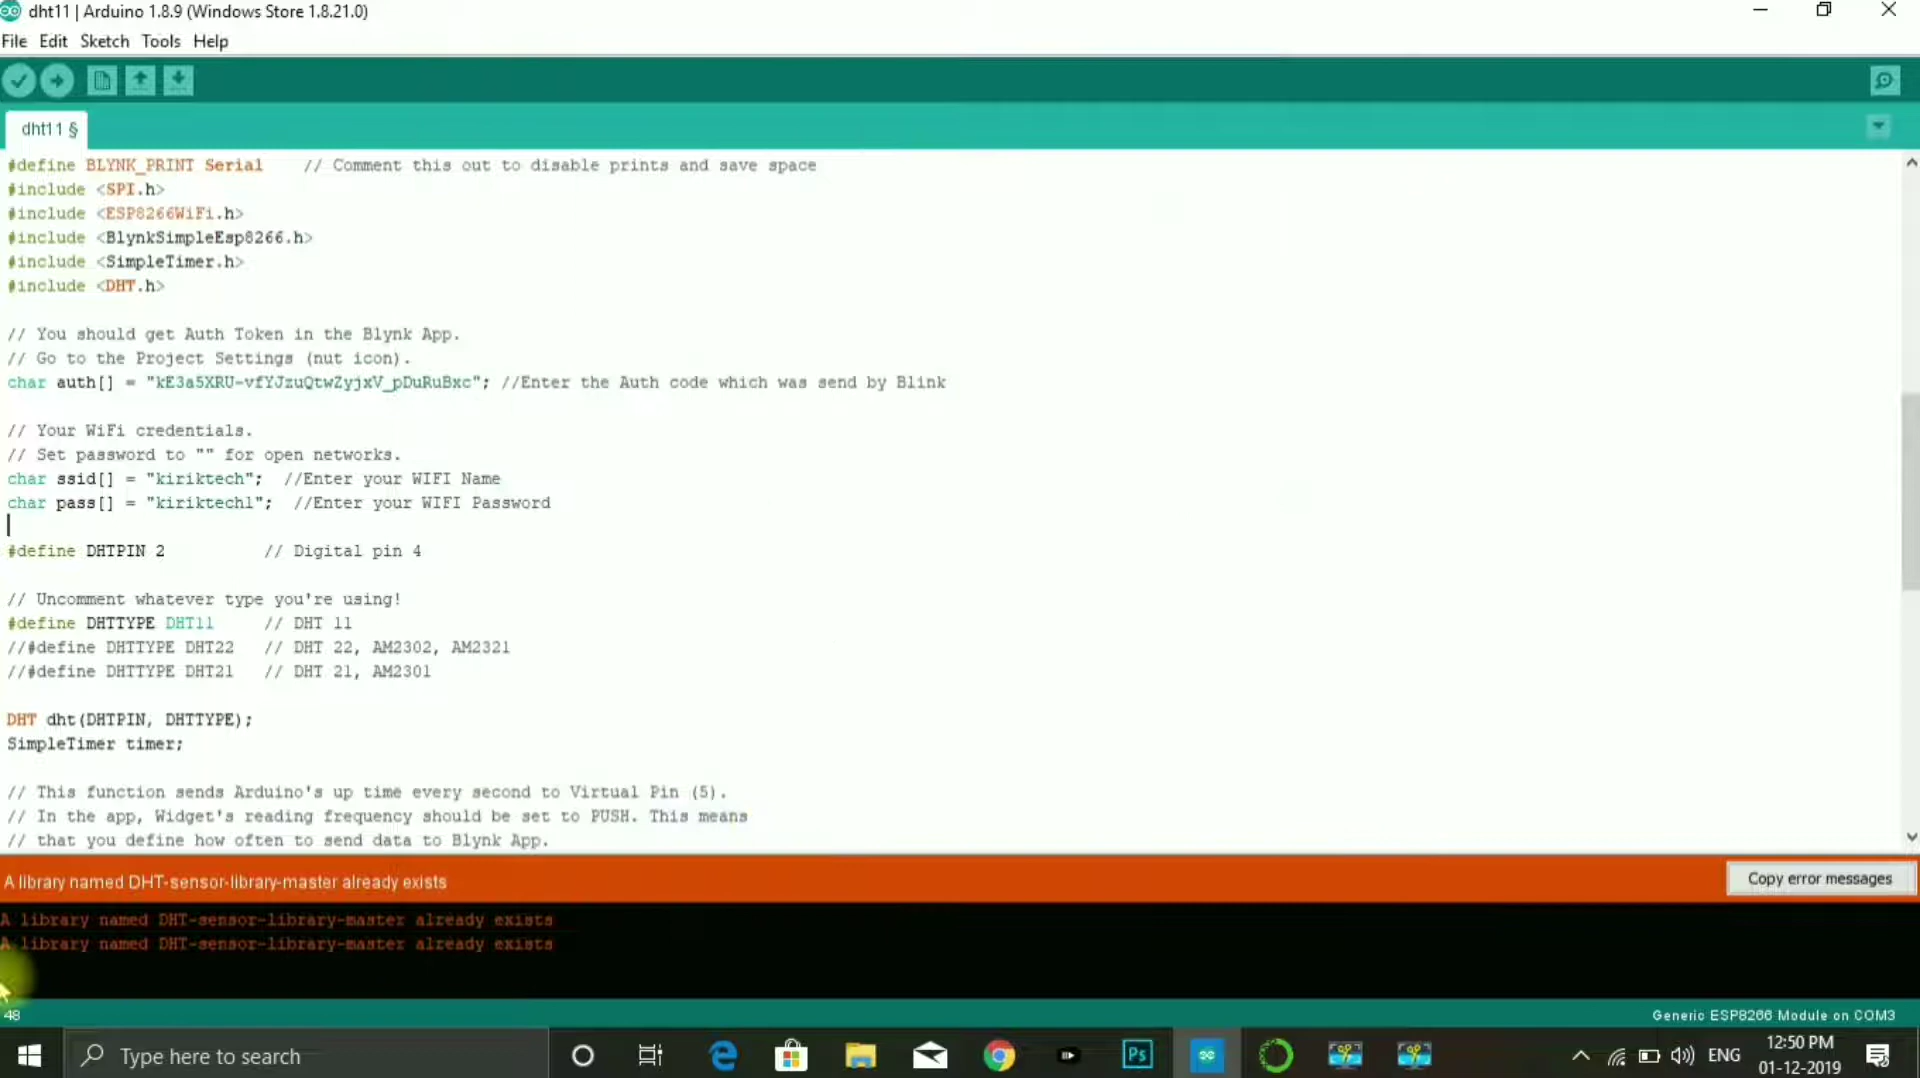 dht11 | Arduino 1.8.9 (Windows Store 1.8.21.0)
File Edit Sketch Tools Help
dht11 §
#define BLYNK_PRINT Serial    // Comment this out to disable prints and save space
#include <SPI.h>
#include <ESP8266WiFi.h>
#include <BlynkSimpleEsp8266.h>
#include <SimpleTimer.h>
#include <DHT.h>
// You should get Auth Token in the Blynk App.
// Go to the Project Settings (nut icon).
char auth[] = "kE3a5XRU-vfYJzuQtwZyjxV_pDuRuBxc"; //Enter the Auth code which was send by Blink
// Your WiFi credentials.
// Set password to "" for open networks.
char ssid[] = "kiriktech";  //Enter your WIFI Name
char pass[] = "kiriktech1";  //Enter your WIFI Password
#define DHTPIN 2          // Digital pin 4
// Uncomment whatever type you're using!
#define DHTTYPE DHT11     // DHT 11
//#define DHTTYPE DHT22   // DHT 22, AM2302, AM2321
//#define DHTTYPE DHT21   // DHT 21, AM2301
DHT dht(DHTPIN, DHTTYPE);
SimpleTimer timer;
// This function sends Arduino's up time every second to Virtual Pin (5).
// In the app, Widget's reading frequency should be set to PUSH. This means
// that you define how often to send data to Blynk App.
A library named DHT-sensor-library-master already exists
Copy error messages
A library named DHT-sensor-library-master already exists
A library named DHT-sensor-library-master already exists
48
Generic ESP8266 Module on COM3
Type here to search
Ps
ENG
12:50 PM
01-12-2019